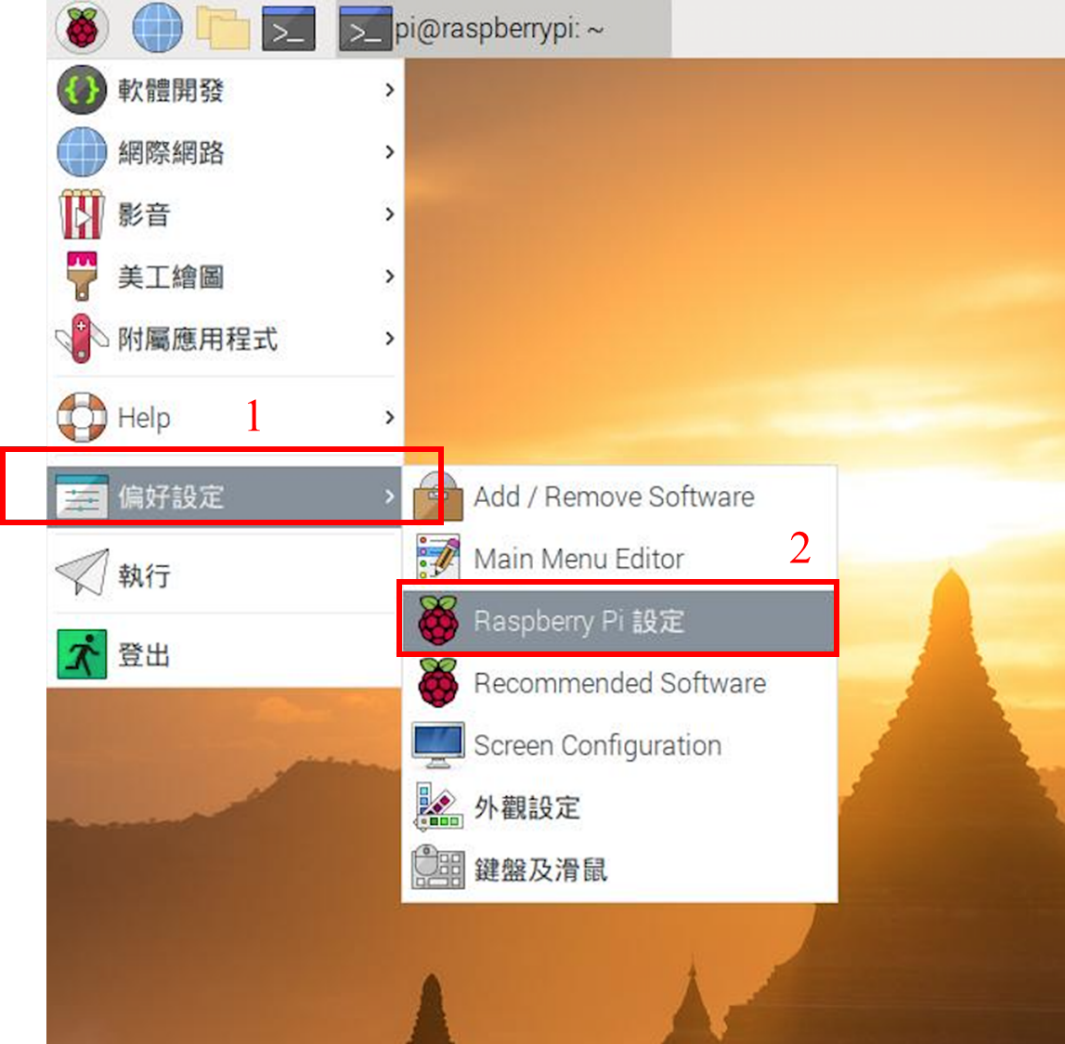 pi@raspberrypi: ~
軟體開發
網際網路
影音
美工繪圖
附屬應用程式
Help
1
偏好設定
執行
登出
Add / Remove Software
Main Menu Editor
2
Raspberry Pi 設定
Recommended Software
Screen Configuration
外觀設定
鍵盤及滑鼠